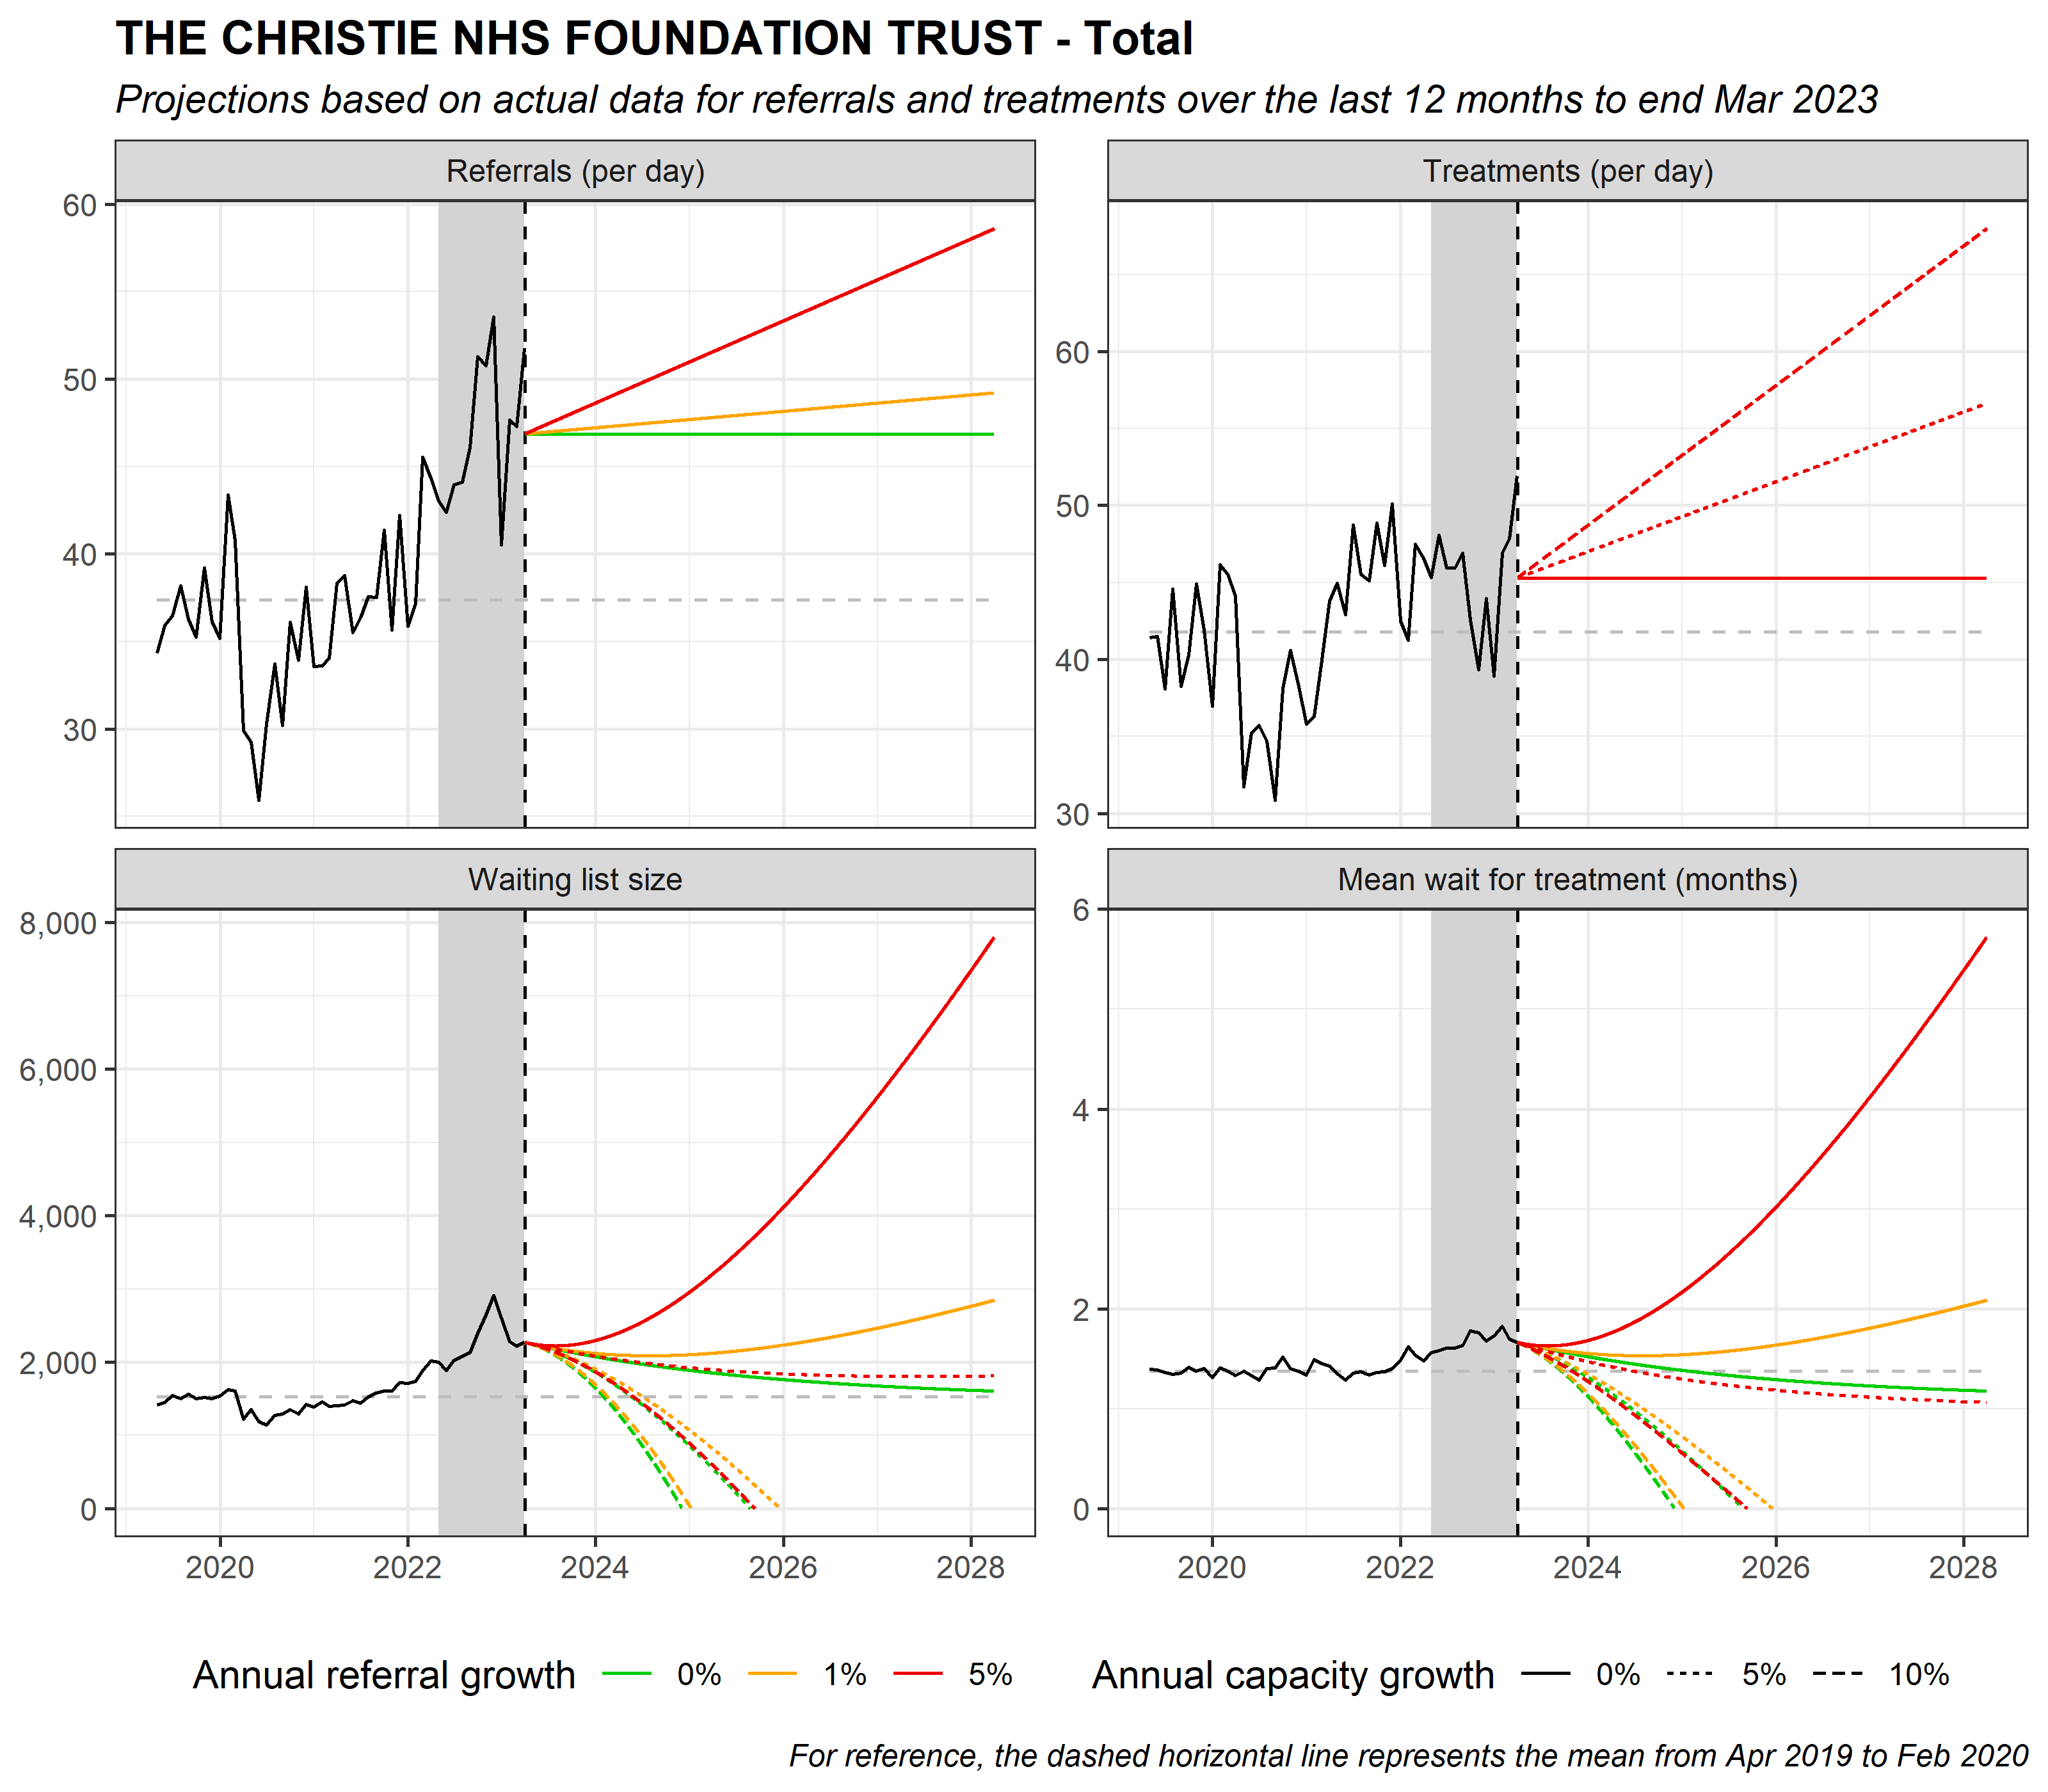 THE CHRISTIE NHS FOUNDATION TRUST - Total
Projections based on actual data for referrals and treatments over the last 12 months to end Mar 2023
Referrals (per day)
60
50
40
30
Treatments (per day)
60
50
40
30
Waiting list size
8,000
6,000
4,000
2,000
0
2020 2022 2024 2026 2028
Mean wait for treatment (months)
6
4
2
0
2020 2022 2024 2026 2028
Annual referral growth 0% 1% 5%
Annual capacity growth 0% 5% 10%
For reference, the dashed horizontal line represents the mean from Apr 2019 to Feb 2020